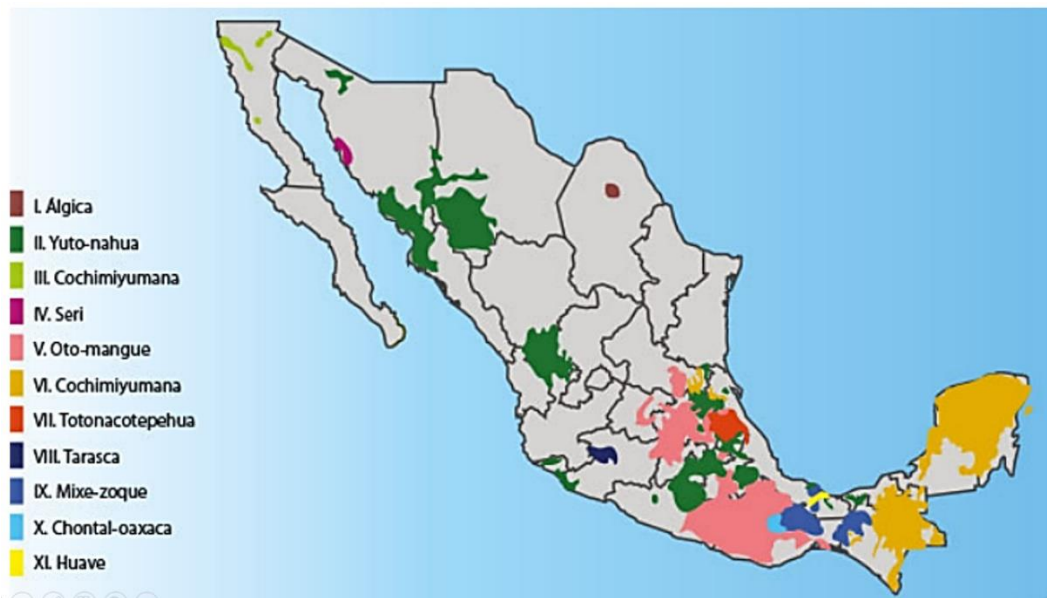 I. Álgica
II. Yuto-nahua
III. Cochimiyumana
IV. Seri
V. Oto-mangue
VI. Cochimiyumana
VII. Totonacotepehua
VIII. Tarasca
IX. Mixe-zoque
X. Chontal-oaxaca
XI. Huave